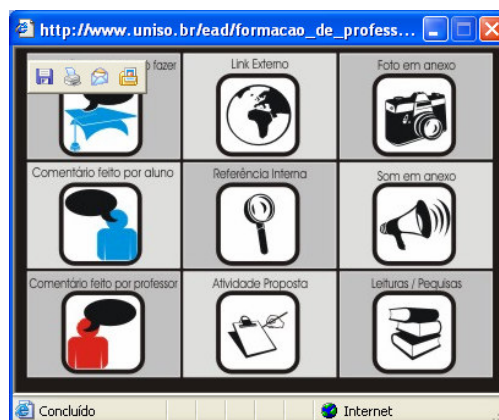 http://www.uniso.br/ead/formacao_de_profess...
fazer
Link Externo
Foto em anexo
Comentário feito por aluno
Referência Interna
Som em anexo
Comentário feito por professor
Atividade Proposta
Leituras / Pequisas
Concluído
Internet